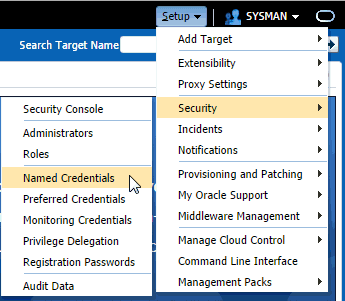 Setup
SYSMAN
Search Target Name
Add Target
Extensibility
Proxy Settings
Security
Incidents
Notifications
Provisioning and Patching
My Oracle Support
Middleware Management
Manage Cloud Control
Command Line Interface
Management Packs
Security Console
Administrators
Roles
Named Credentials
Preferred Credentials
Monitoring Credentials
Privilege Delegation
Registration Passwords
Audit Data